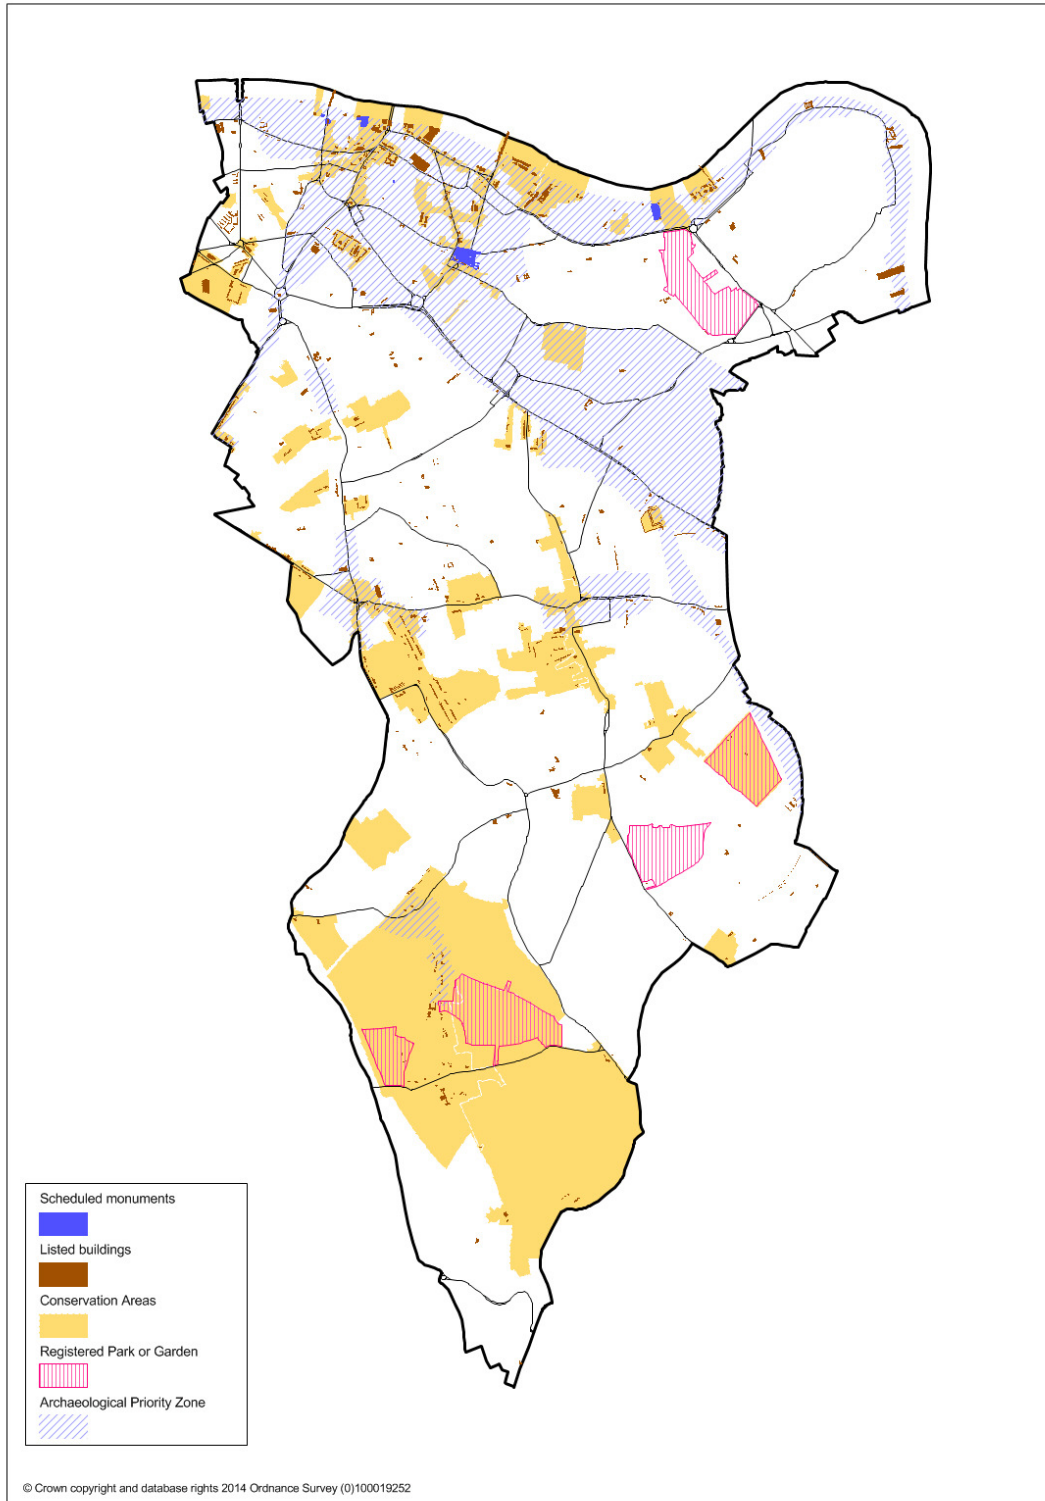 Scheduled monuments
Listed buildings
Conservation Areas
Registered Park or Garden
Archaeological Priority Zone
© Crown copyright and database rights 2014 Ordnance Survey (0)100019252